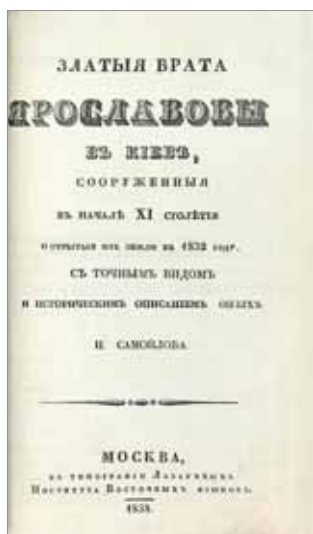 ЗЛАТЫЯ ВРАТА
ЯРОСЛАВОВЫ
ВЪ КІЕВѢ,
СООРУЖЕННЫЯ
ВЪ НАЧАЛѢ XI СТОЛѢТІЯ
И ОТРЫТЫЯ ИЗЪ ЗЕМЛИ ВЪ 1832 ГОДУ.
СЪ ТОЧНЫМЪ ВИДОМЪ
И ИСТОРИЧЕСКИМЪ ОПИСАНІЕМЪ ОНЫХЪ
Н. САМОЙЛОВА
МОСКВА,
ВЪ ТИПОГРАФІИ ЛАЗАРЕВЫХЪ
ИНСТИТУТА ВОСТОЧНЫХЪ ЯЗЫКОВЪ.